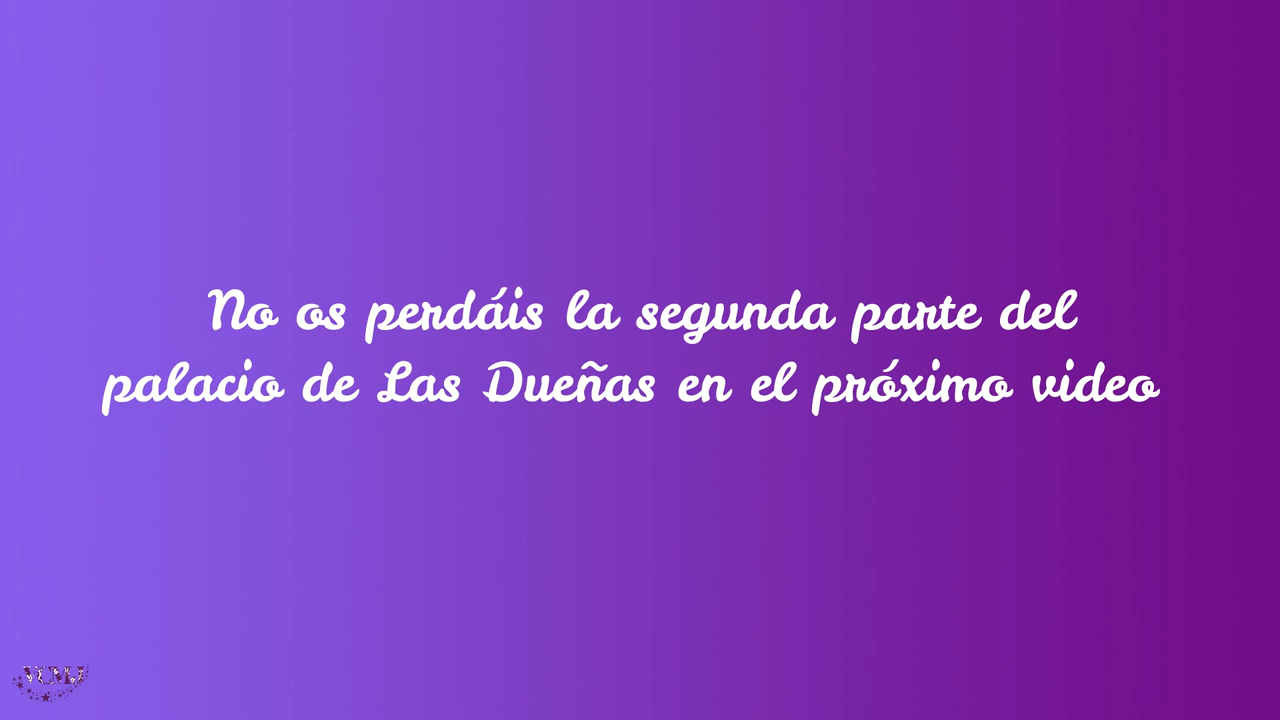 No os perdáis la segunda parte del
palacio de Las Dueñas en el próximo video